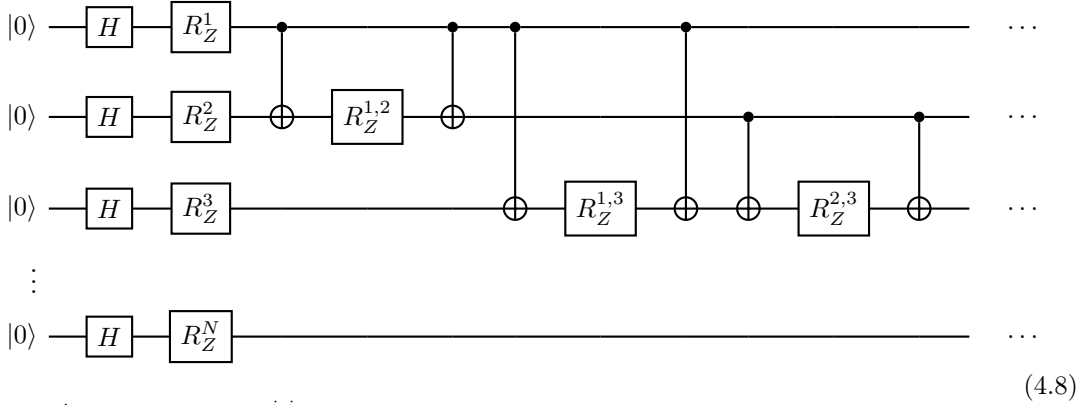 |0⟩ H R_Z^1 ···
|0⟩ H R_Z^2 R_Z^{1,2} ···
|0⟩ H R_Z^3 R_Z^{1,3} R_Z^{2,3} ···
⋮
|0⟩ H R_Z^N ···
(4.8)